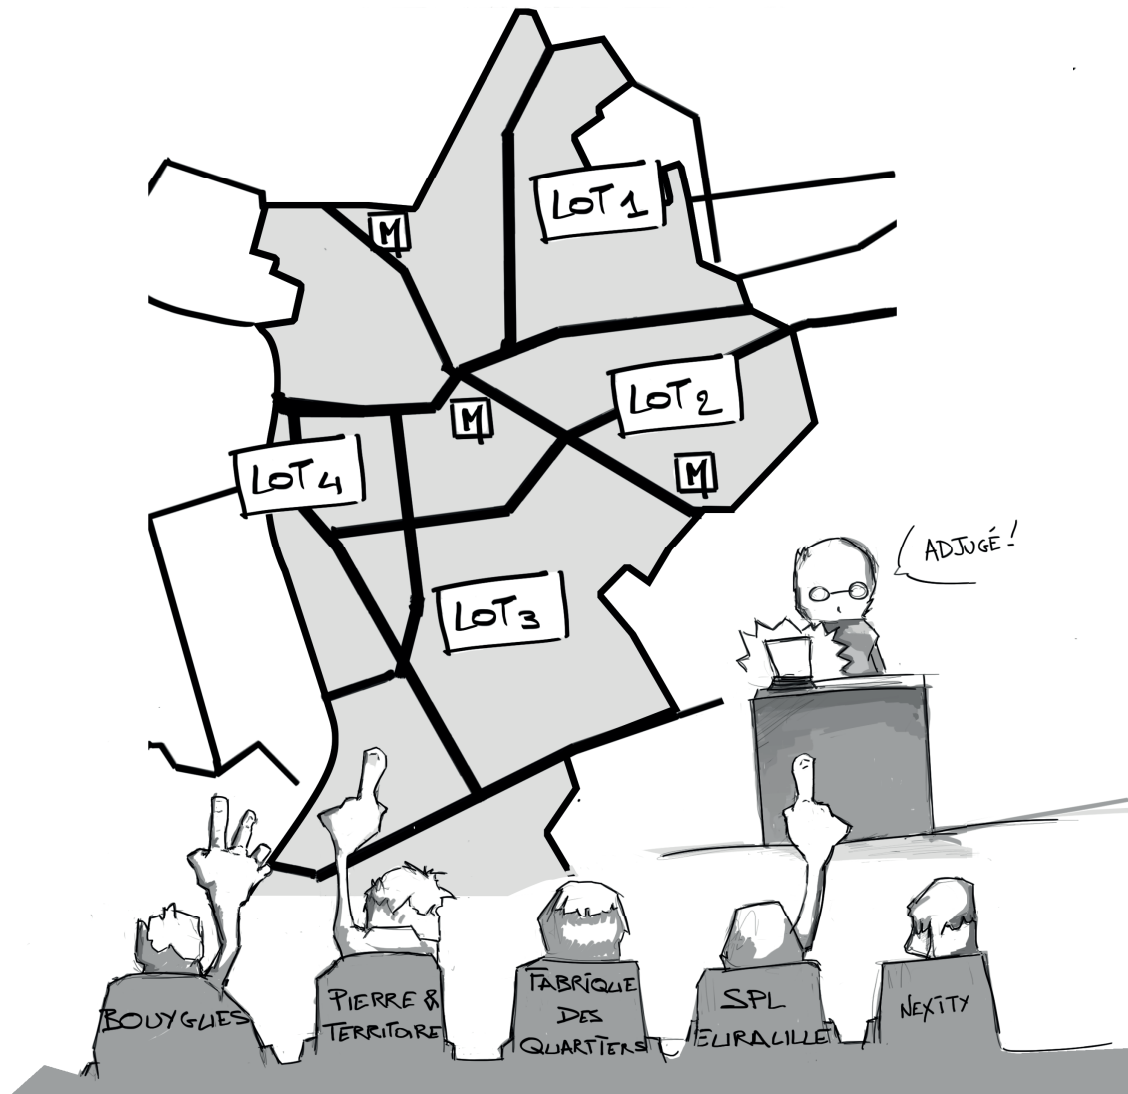 LOT 1
M
LOT 2
M
M
LOT 4
LOT 3
ADJUGÉ!
BOUYGUES
PIERRE &
TERRITOIRE
FABRIQUE
DES
QUARTIERS
SPL
EURALILLE
NEXITY